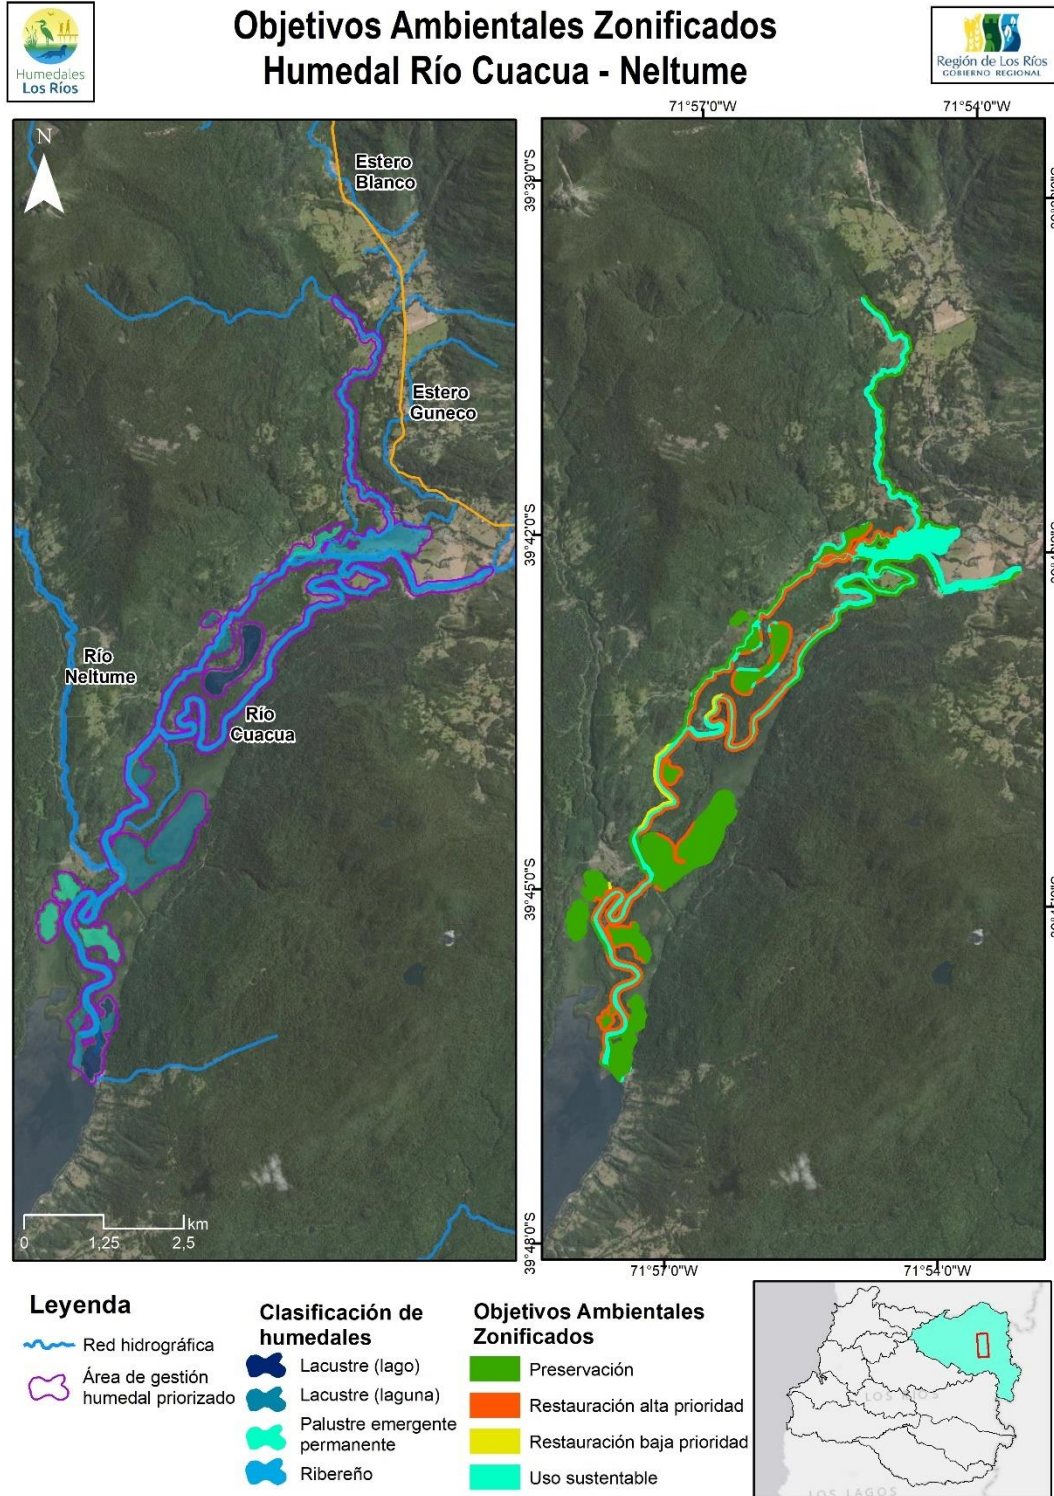 Objetivos Ambientales Zonificados
Humedal Río Cuacua - Neltume
Humedales
Los Ríos
Región de Los Ríos
GOBIERNO REGIONAL
71°57'0"W
71°54'0"W
N
Estero
Blanco
39°39'0"S
Estero
Guneco
39°42'0"S
Río
Neltume
Río
Cuacua
39°45'0"S
39°48'0"S
km
0
1,25
2,5
71°57'0"W
71°54'0"W
Leyenda
Red hidrográfica
Área de gestión
humedal priorizado
Clasificación de
humedales
Lacustre (lago)
Lacustre (laguna)
Palustre emergente
permanente
Ribereño
Objetivos Ambientales
Zonificados
Preservación
Restauración alta prioridad
Restauración baja prioridad
Uso sustentable
LOS RÍOS
LOS LAGOS